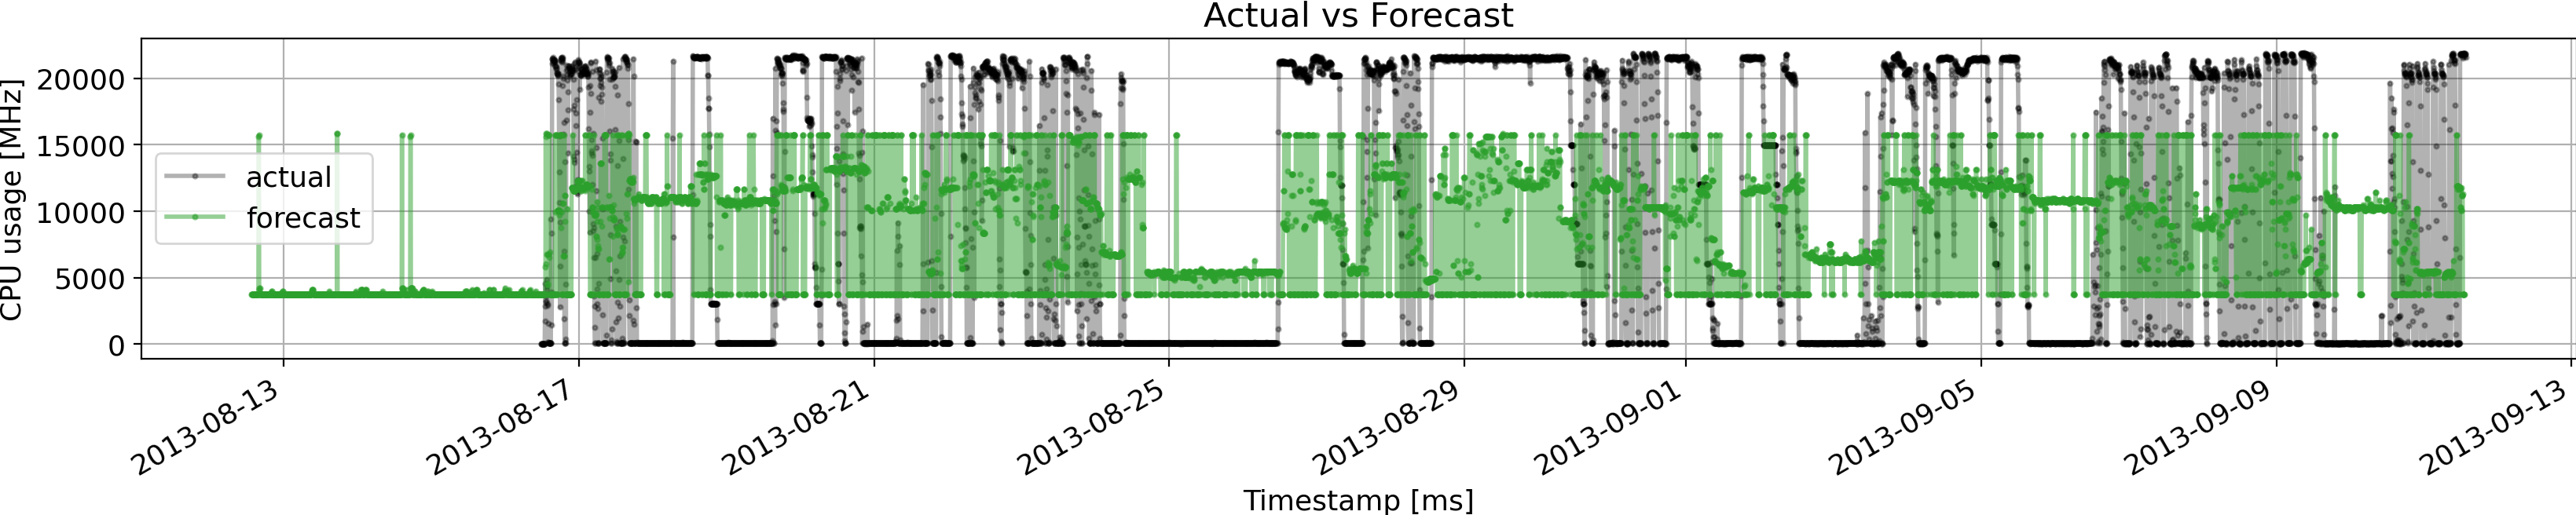 Actual vs Forecast
CPU usage [MHz]
20000
15000
10000
5000
0
actual
forecast
2013-08-13
2013-08-17
2013-08-21
2013-08-25
2013-08-29
2013-09-01
2013-09-05
2013-09-09
2013-09-13
Timestamp [ms]